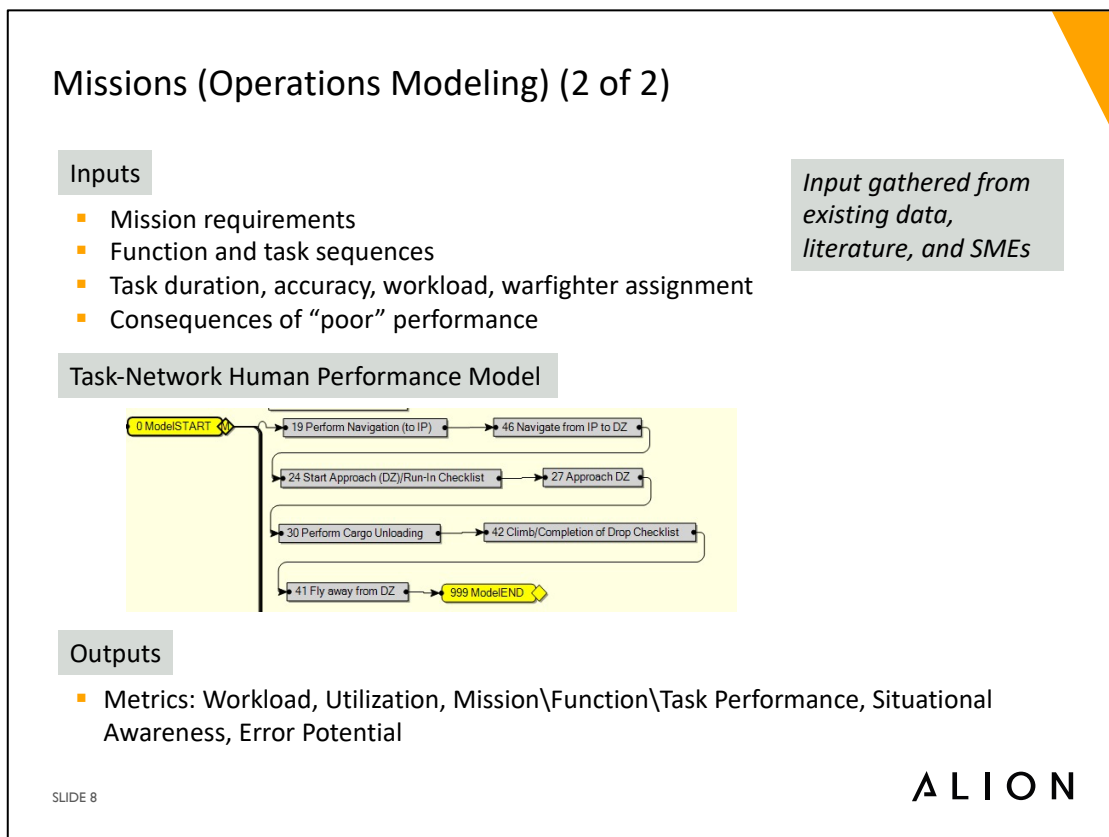 Missions (Operations Modeling) (2 of 2)
Inputs
Input gathered from
existing data,
literature, and SMEs
▪ Mission requirements
▪ Function and task sequences
▪ Task duration, accuracy, workload, warfighter assignment
▪ Consequences of “poor” performance
Task-Network Human Performance Model
0 ModelSTART
M
19 Perform Navigation (to IP)
46 Navigate from IP to DZ
24 Start Approach (DZ)/Run-In Checklist
27 Approach DZ
30 Perform Cargo Unloading
42 Climb/Completion of Drop Checklist
41 Fly away from DZ
999 ModelEND
Outputs
▪ Metrics: Workload, Utilization, Mission\Function\Task Performance, Situational
Awareness, Error Potential
SLIDE 8
ALION